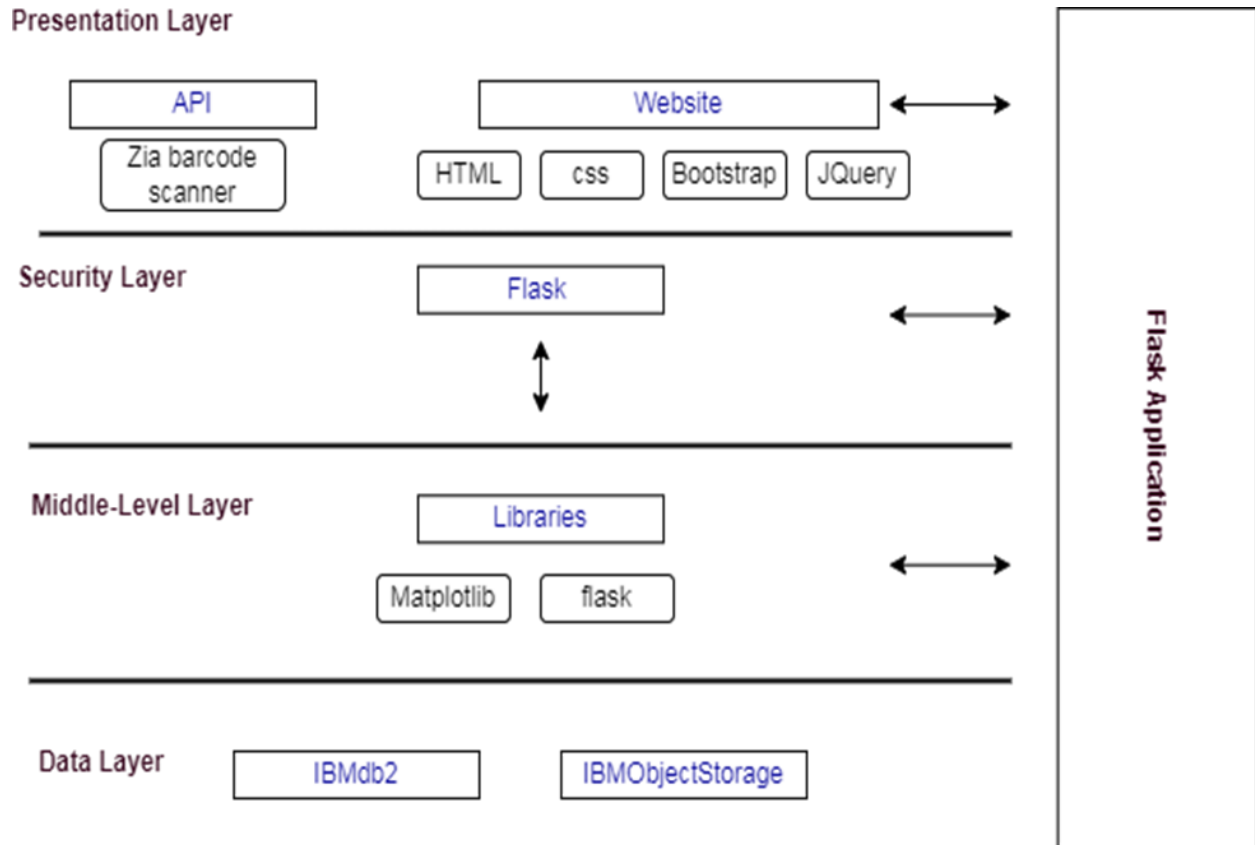 Presentation Layer
API
Website
Zia barcode
scanner
HTML
css
Bootstrap
JQuery
Security Layer
Flask
Middle-Level Layer
Libraries
Matplotlib
flask
Data Layer
IBMdb2
IBMObjectStorage
Flask Application